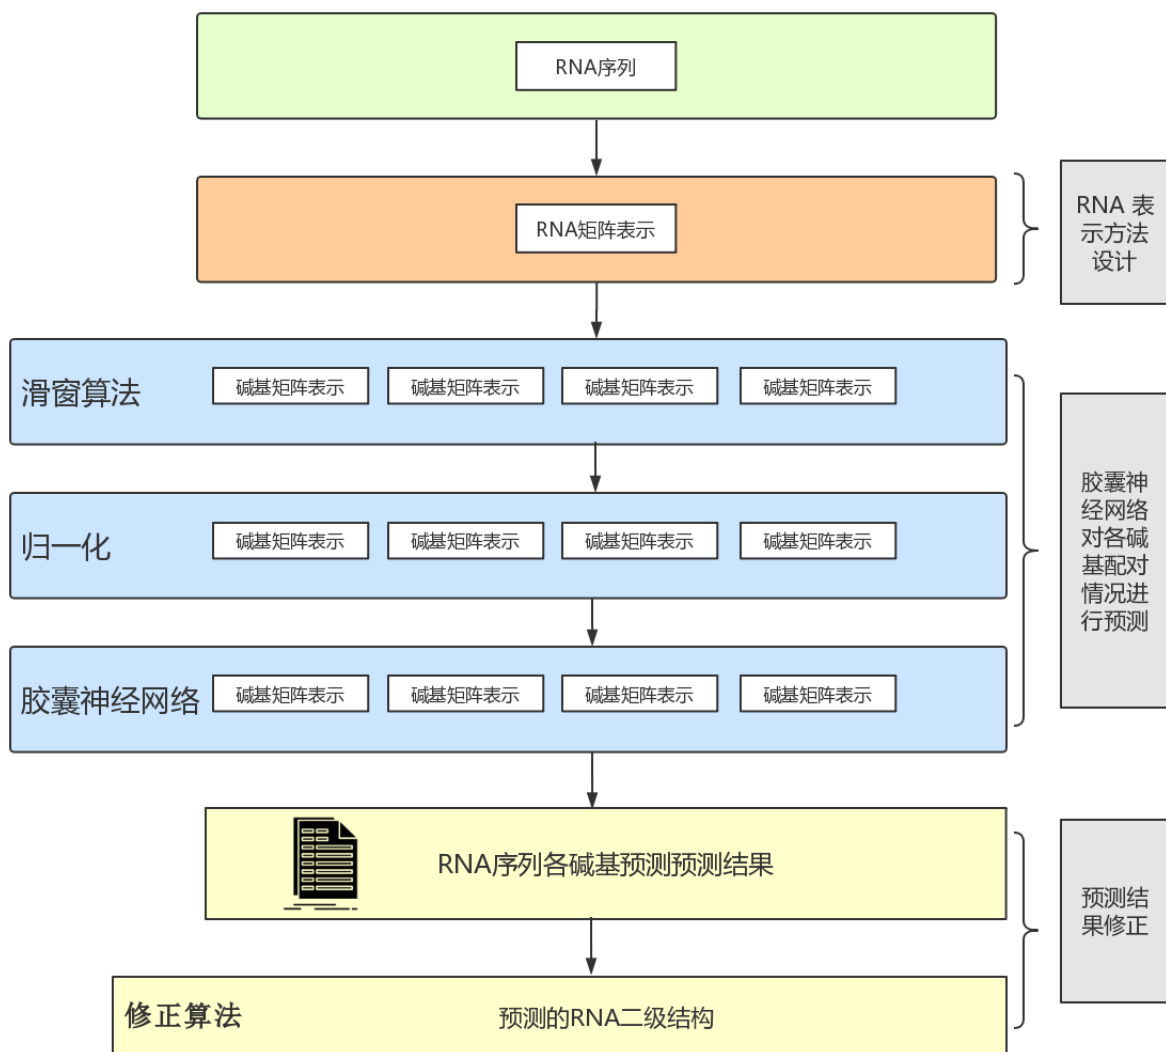 RNA序列
RNA矩阵表示
RNA 表
示方法
设计
滑窗算法
碱基矩阵表示
碱基矩阵表示
碱基矩阵表示
碱基矩阵表示
归一化
碱基矩阵表示
碱基矩阵表示
碱基矩阵表示
碱基矩阵表示
胶囊神经网络
碱基矩阵表示
碱基矩阵表示
碱基矩阵表示
碱基矩阵表示
胶囊神
经网络
对各碱
基配对
情况进
行预测
RNA序列各碱基预测预测结果
修正算法
预测的RNA二级结构
预测结
果修正